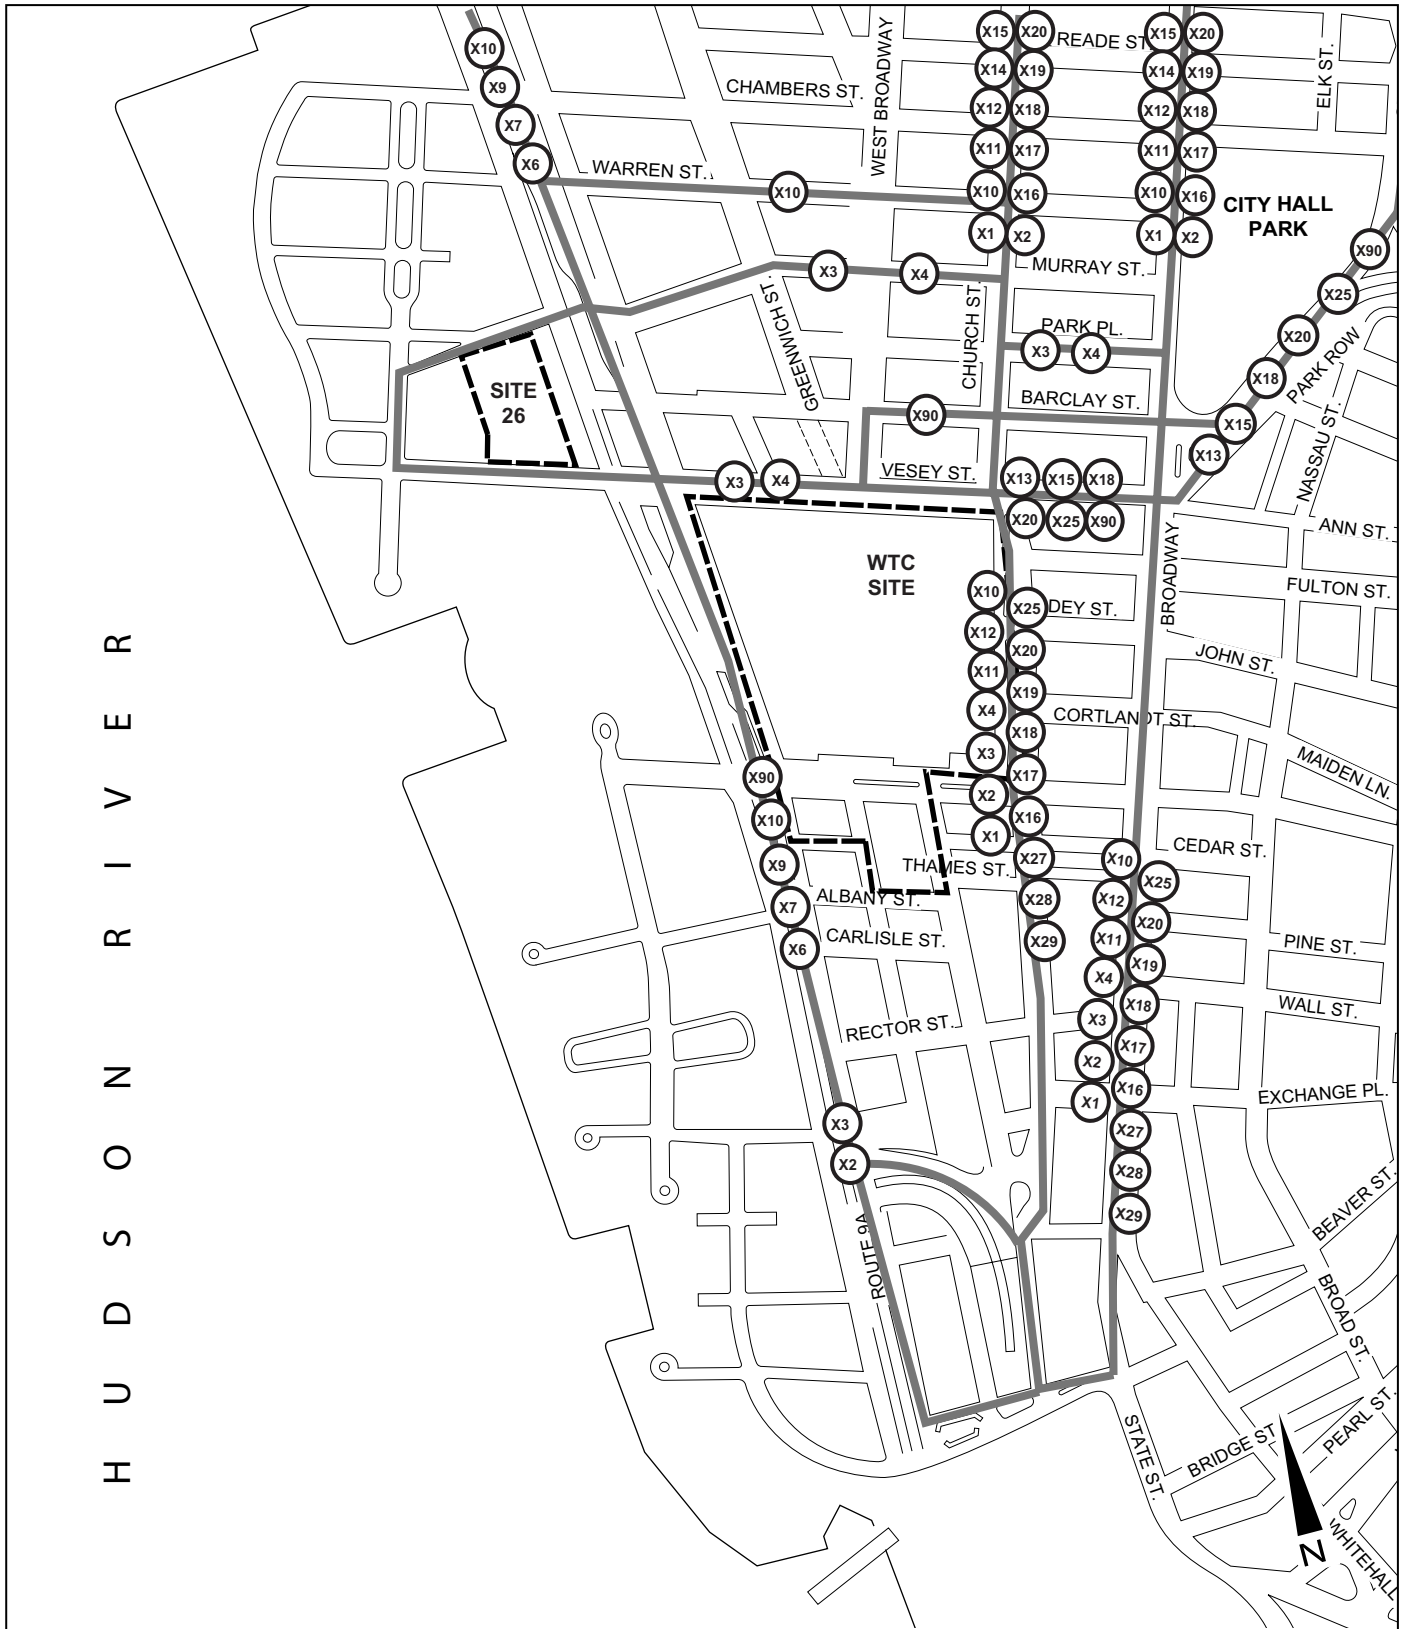 X10
X9
X7
X6
X15
X20
X14
X19
X12
X18
X11
X17
X10
X16
X1
X2
X15
X20
X14
X19
X12
X18
X11
X17
X10
X16
X1
X2
READE ST.
ELK ST.
WEST BROADWAY
CHAMBERS ST.
WARREN ST.
X10
CITY HALL
PARK
MURRAY ST.
X3
X4
GREENWICH ST.
CHURCH ST.
PARK PL.
X3
X4
X90
X25
X20
X18
X15
X13
PARK ROW
NASSAU ST.
BARCLAY ST.
X90
SITE
26
VESEY ST.
X3
X4
X13
X15
X18
X20
X25
X90
ANN ST.
BROADWAY
WTC
SITE
FULTON ST.
X10
X25
DEY ST.
X12
X20
JOHN ST.
X11
X19
X4
X18
CORTLANDT ST.
X3
X17
MAIDEN LN.
X2
X16
X1
X27
X28
X29
X90
X10
X9
X7
X6
CEDAR ST.
THAMES ST.
ALBANY ST.
CARLISLE ST.
X10
X25
X12
X20
X11
X19
X4
X18
X3
X17
X2
X16
X1
X27
X28
X29
PINE ST.
WALL ST.
RECTOR ST.
EXCHANGE PL.
X3
X2
BEAVER ST.
ROUTE 9A
BROAD ST.
PEARL ST.
BRIDGE ST
STATE ST.
WHITEHALL
N
HUDSON RIVER